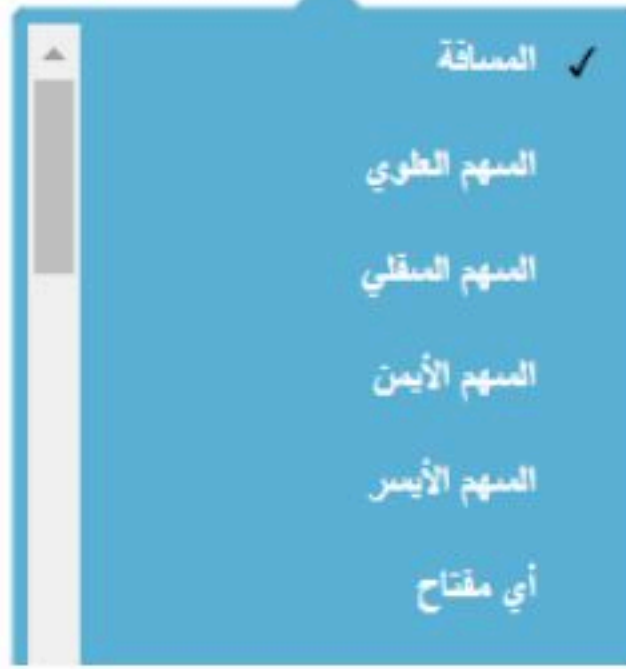 المسافة
السهم العلوي
السهم السفلي
السهم الأيمن
السهم الأيسر
أي مفتاح